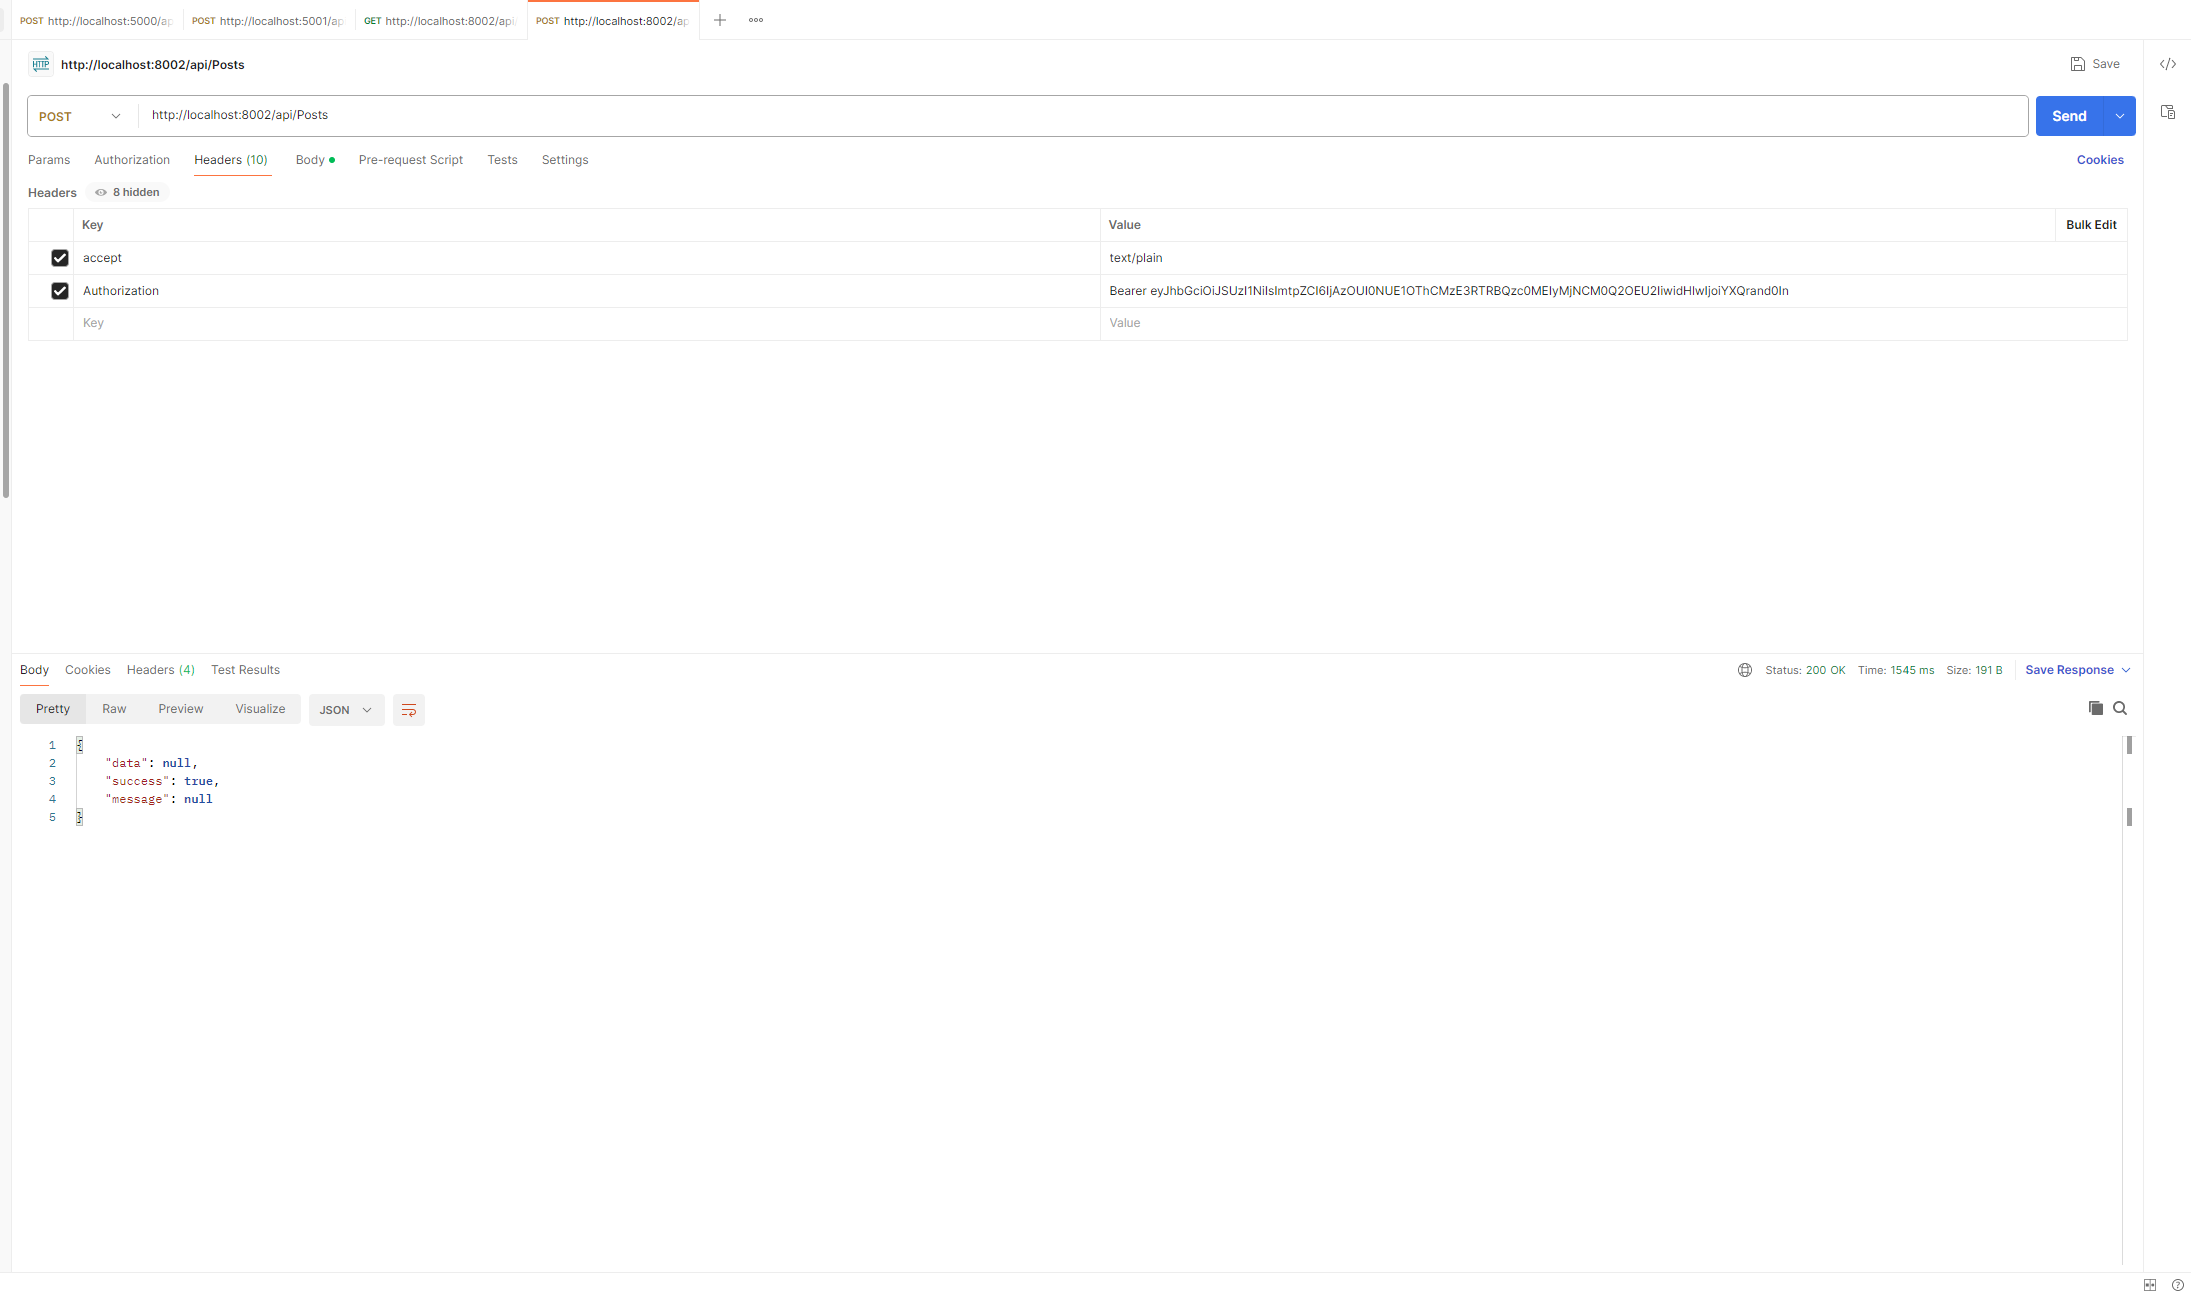 POST http://localhost:5000/ap
POST http://localhost:5001/ap
GET http://localhost:8002/api/
POST http://localhost:8002/ap
HTTP http://localhost:8002/api/Posts
Save
POST http://localhost:8002/api/Posts
Send
Params Authorization Headers (10) Body Pre-request Script Tests Settings
Cookies
Headers 8 hidden
Key Value Bulk Edit
accept text/plain
Authorization Bearer
Key Value
Body Cookies Headers (4) Test Results
Status: 200 OK Time: 1545 ms Size: 191 B Save Response
Pretty Raw Preview Visualize JSON
1 {
2 "data": null,
3 "success": true,
4 "message": null
5 }